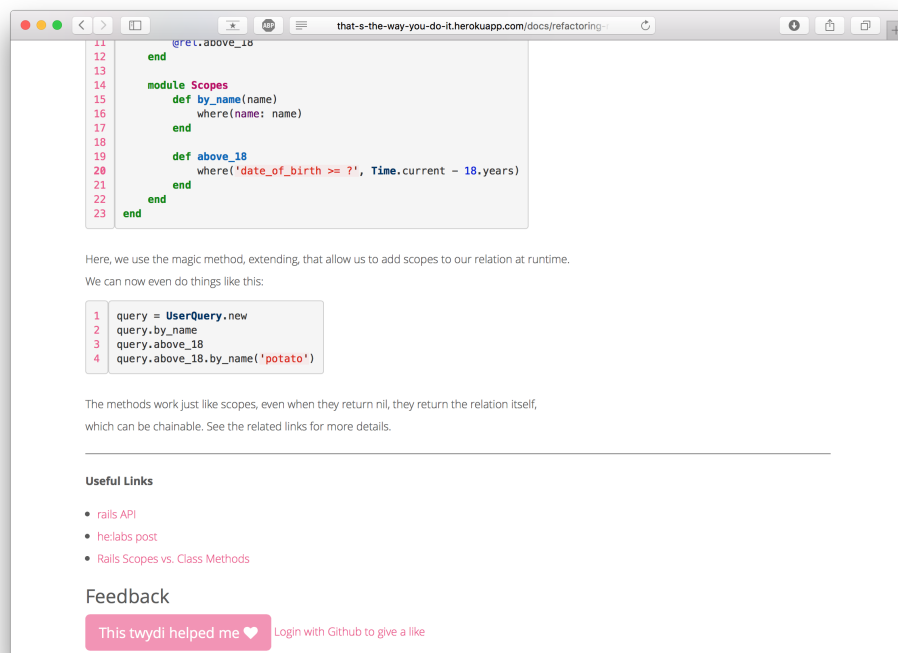 that-s-the-way-you-do-it.herokuapp.com/docs/refactoring-
ABP
11 @rel.above_18
12 end
13
14 module Scopes
15 def by_name(name)
16 where(name: name)
17 end
18
19 def above_18
20 where('date_of_birth >= ?', Time.current - 18.years)
21 end
22 end
23 end
Here, we use the magic method, extending, that allow us to add scopes to our relation at runtime.
We can now even do things like this:
1 query = UserQuery.new
2 query.by_name
3 query.above_18
4 query.above_18.by_name('potato')
The methods work just like scopes, even when they return nil, they return the relation itself,
which can be chainable. See the related links for more details.
Useful Links
rails API
he:labs post
Rails Scopes vs. Class Methods
Feedback
This twydi helped me
Login with Github to give a like